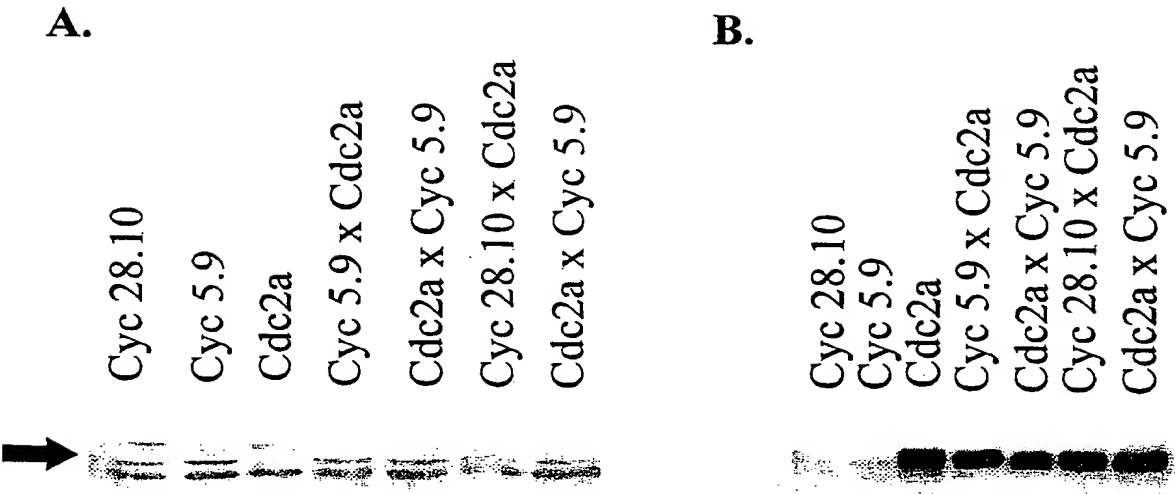 A.
Cyc 28.10
Cyc 5.9
Cdc2a
Cyc 5.9 x Cdc2a
Cdc2a x Cyc 5.9
Cyc 28.10 x Cdc2a
Cdc2a x Cyc 5.9
B.
Cyc 28.10
Cyc 5.9
Cdc2a
Cyc 5.9 x Cdc2a
Cdc2a x Cyc 5.9
Cyc 28.10 x Cdc2a
Cdc2a x Cyc 5.9